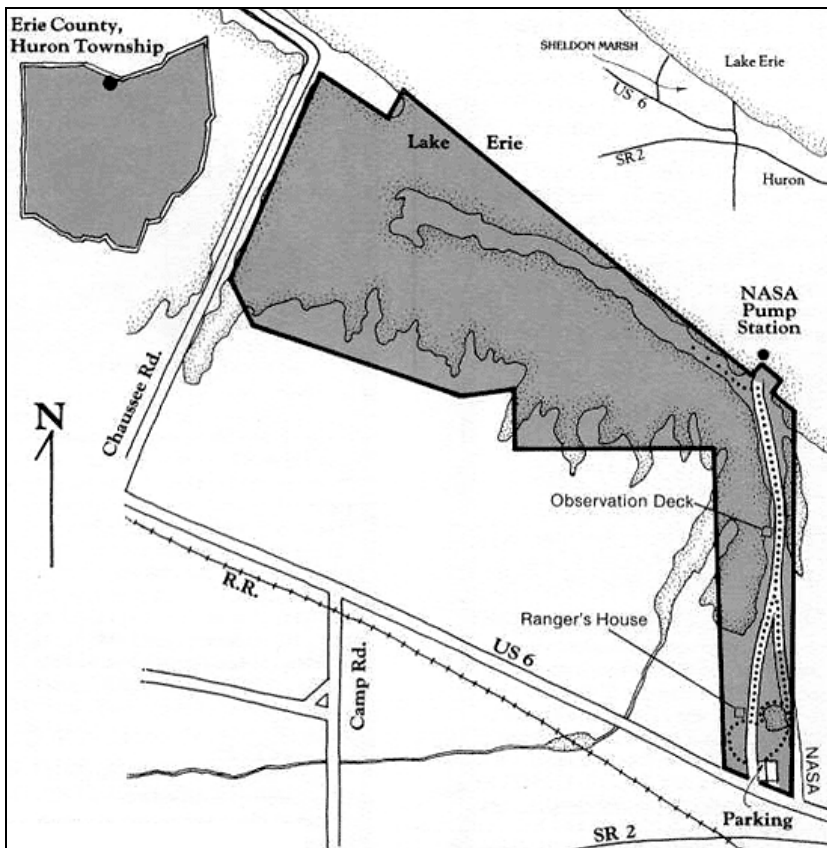 Erie County,
Huron Township
SHELDON MARSH
Lake Erie
US 6
SR 2
Huron
Lake Erie
NASA
Pump
Station
Chaussee Rd.
N
Observation Deck
R.R.
Ranger's House
US 6
Camp Rd.
NASA
Parking
SR 2